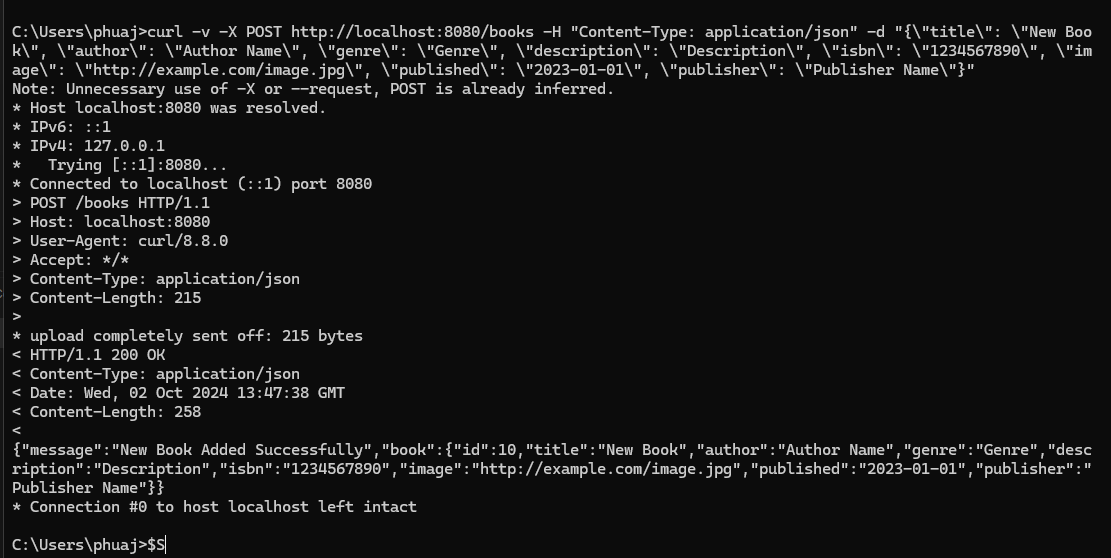 C:\Users\phuaj>curl -v -X POST http://localhost:8080/books -H "Content-Type: application/json" -d "{\"title\": \"New Boo
k\", \"author\": \"Author Name\", \"genre\": \"Genre\", \"description\": \"Description\", \"isbn\": \"1234567890\", \"im
age\": \"http://example.com/image.jpg\", \"published\": \"2023-01-01\", \"publisher\": \"Publisher Name\"}"
Note: Unnecessary use of -X or --request, POST is already inferred.
* Host localhost:8080 was resolved.
* IPv6: ::1
* IPv4: 127.0.0.1
*   Trying [::1]:8080...
* Connected to localhost (::1) port 8080
> POST /books HTTP/1.1
> Host: localhost:8080
> User-Agent: curl/8.8.0
> Accept: */*
> Content-Type: application/json
> Content-Length: 215
>
* upload completely sent off: 215 bytes
< HTTP/1.1 200 OK
< Content-Type: application/json
< Date: Wed, 02 Oct 2024 13:47:38 GMT
< Content-Length: 258
<
{"message":"New Book Added Successfully","book":{"id":10,"title":"New Book","author":"Author Name","genre":"Genre","desc
ription":"Description","isbn":"1234567890","image":"http://example.com/image.jpg","published":"2023-01-01","publisher":"
Publisher Name"}}
* Connection #0 to host localhost left intact
C:\Users\phuaj>$S